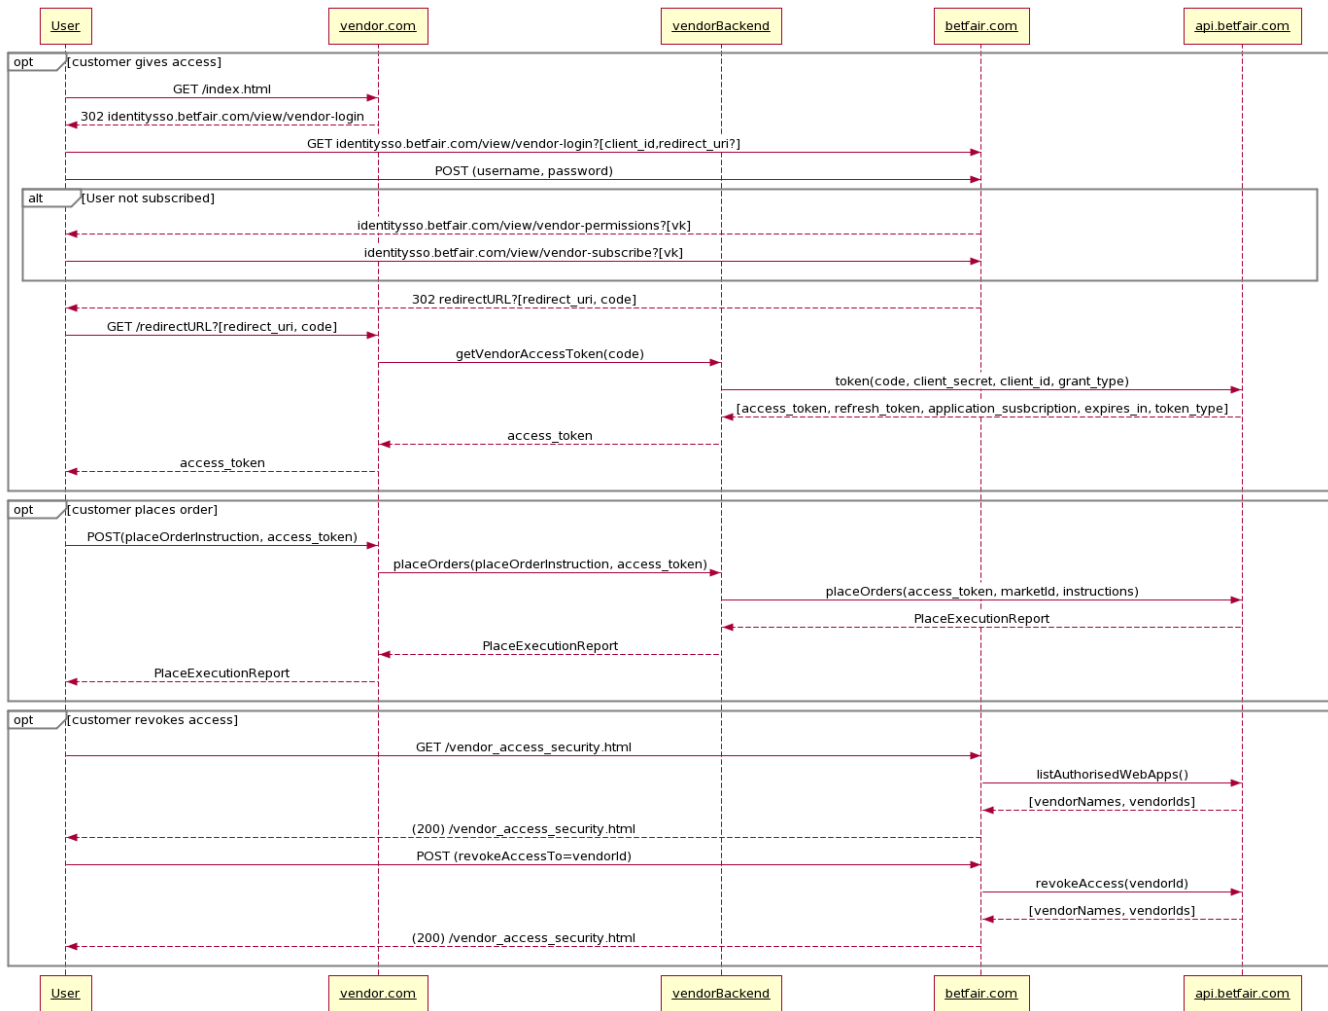 User
vendor.com
vendorBackend
betfair.com
api.betfair.com
opt
[customer gives access]
GET /index.html
302 identitysso.betfair.com/view/vendor-login
GET identitysso.betfair.com/view/vendor-login?[client_id,redirect_uri?]
POST (username, password)
alt
[User not subscribed]
identitysso.betfair.com/view/vendor-permissions?[vk]
identitysso.betfair.com/view/vendor-subscribe?[vk]
302 redirectURL?[redirect_uri, code]
GET /redirectURL?[redirect_uri, code]
getVendorAccessToken(code)
token(code, client_secret, client_id, grant_type)
[access_token, refresh_token, application_susbcription, expires_in, token_type]
access_token
access_token
opt
[customer places order]
POST(placeOrderInstruction, access_token)
placeOrders(placeOrderInstruction, access_token)
placeOrders(access_token, marketId, instructions)
PlaceExecutionReport
PlaceExecutionReport
PlaceExecutionReport
opt
[customer revokes access]
GET /vendor_access_security.html
listAuthorisedWebApps()
[vendorNames, vendorIds]
(200) /vendor_access_security.html
POST (revokeAccessTo=vendorId)
revokeAccess(vendorId)
[vendorNames, vendorIds]
(200) /vendor_access_security.html
User
vendor.com
vendorBackend
betfair.com
api.betfair.com